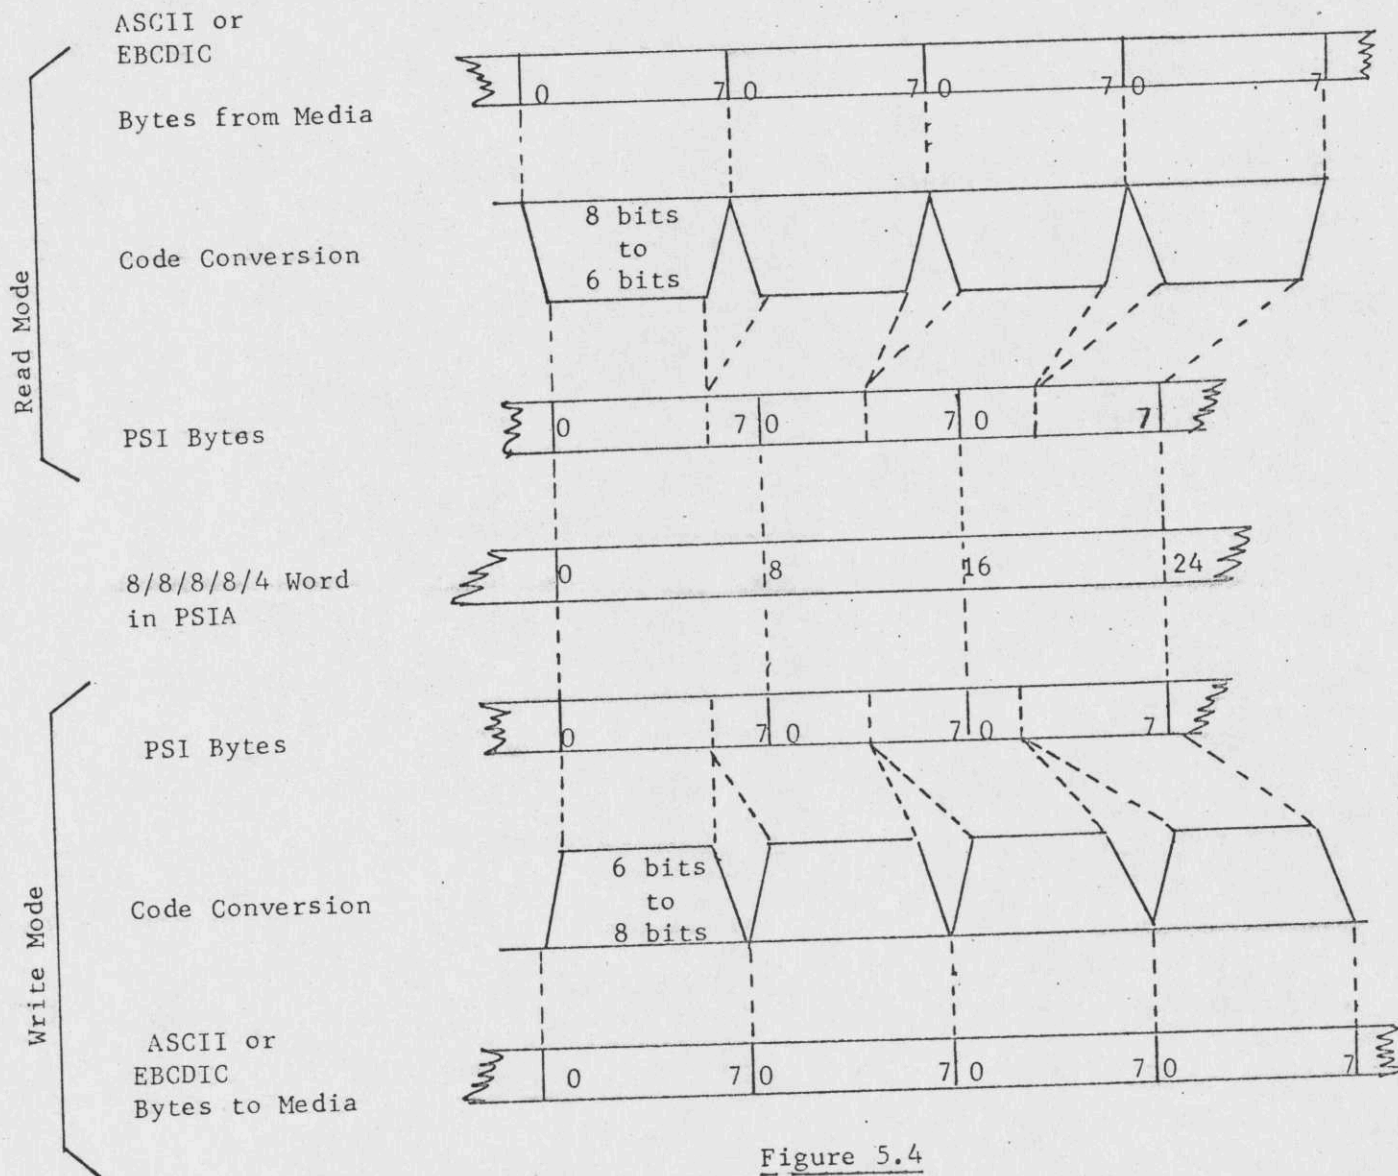 ASCII or
EBCDIC
0 7 0 7 0 7 0 7
Bytes from Media
8 bits
to
6 bits
Code Conversion
Read Mode
0 7 0 7 0 7
PSI Bytes
0 8 16 24
8/8/8/8/4 Word
in PSIA
0 7 0 7 0 7
PSI Bytes
6 bits
to
8 bits
Code Conversion
Write Mode
ASCII or
EBCDIC
0 7 0 7 0 7 0 7
Bytes to Media
Figure 5.4